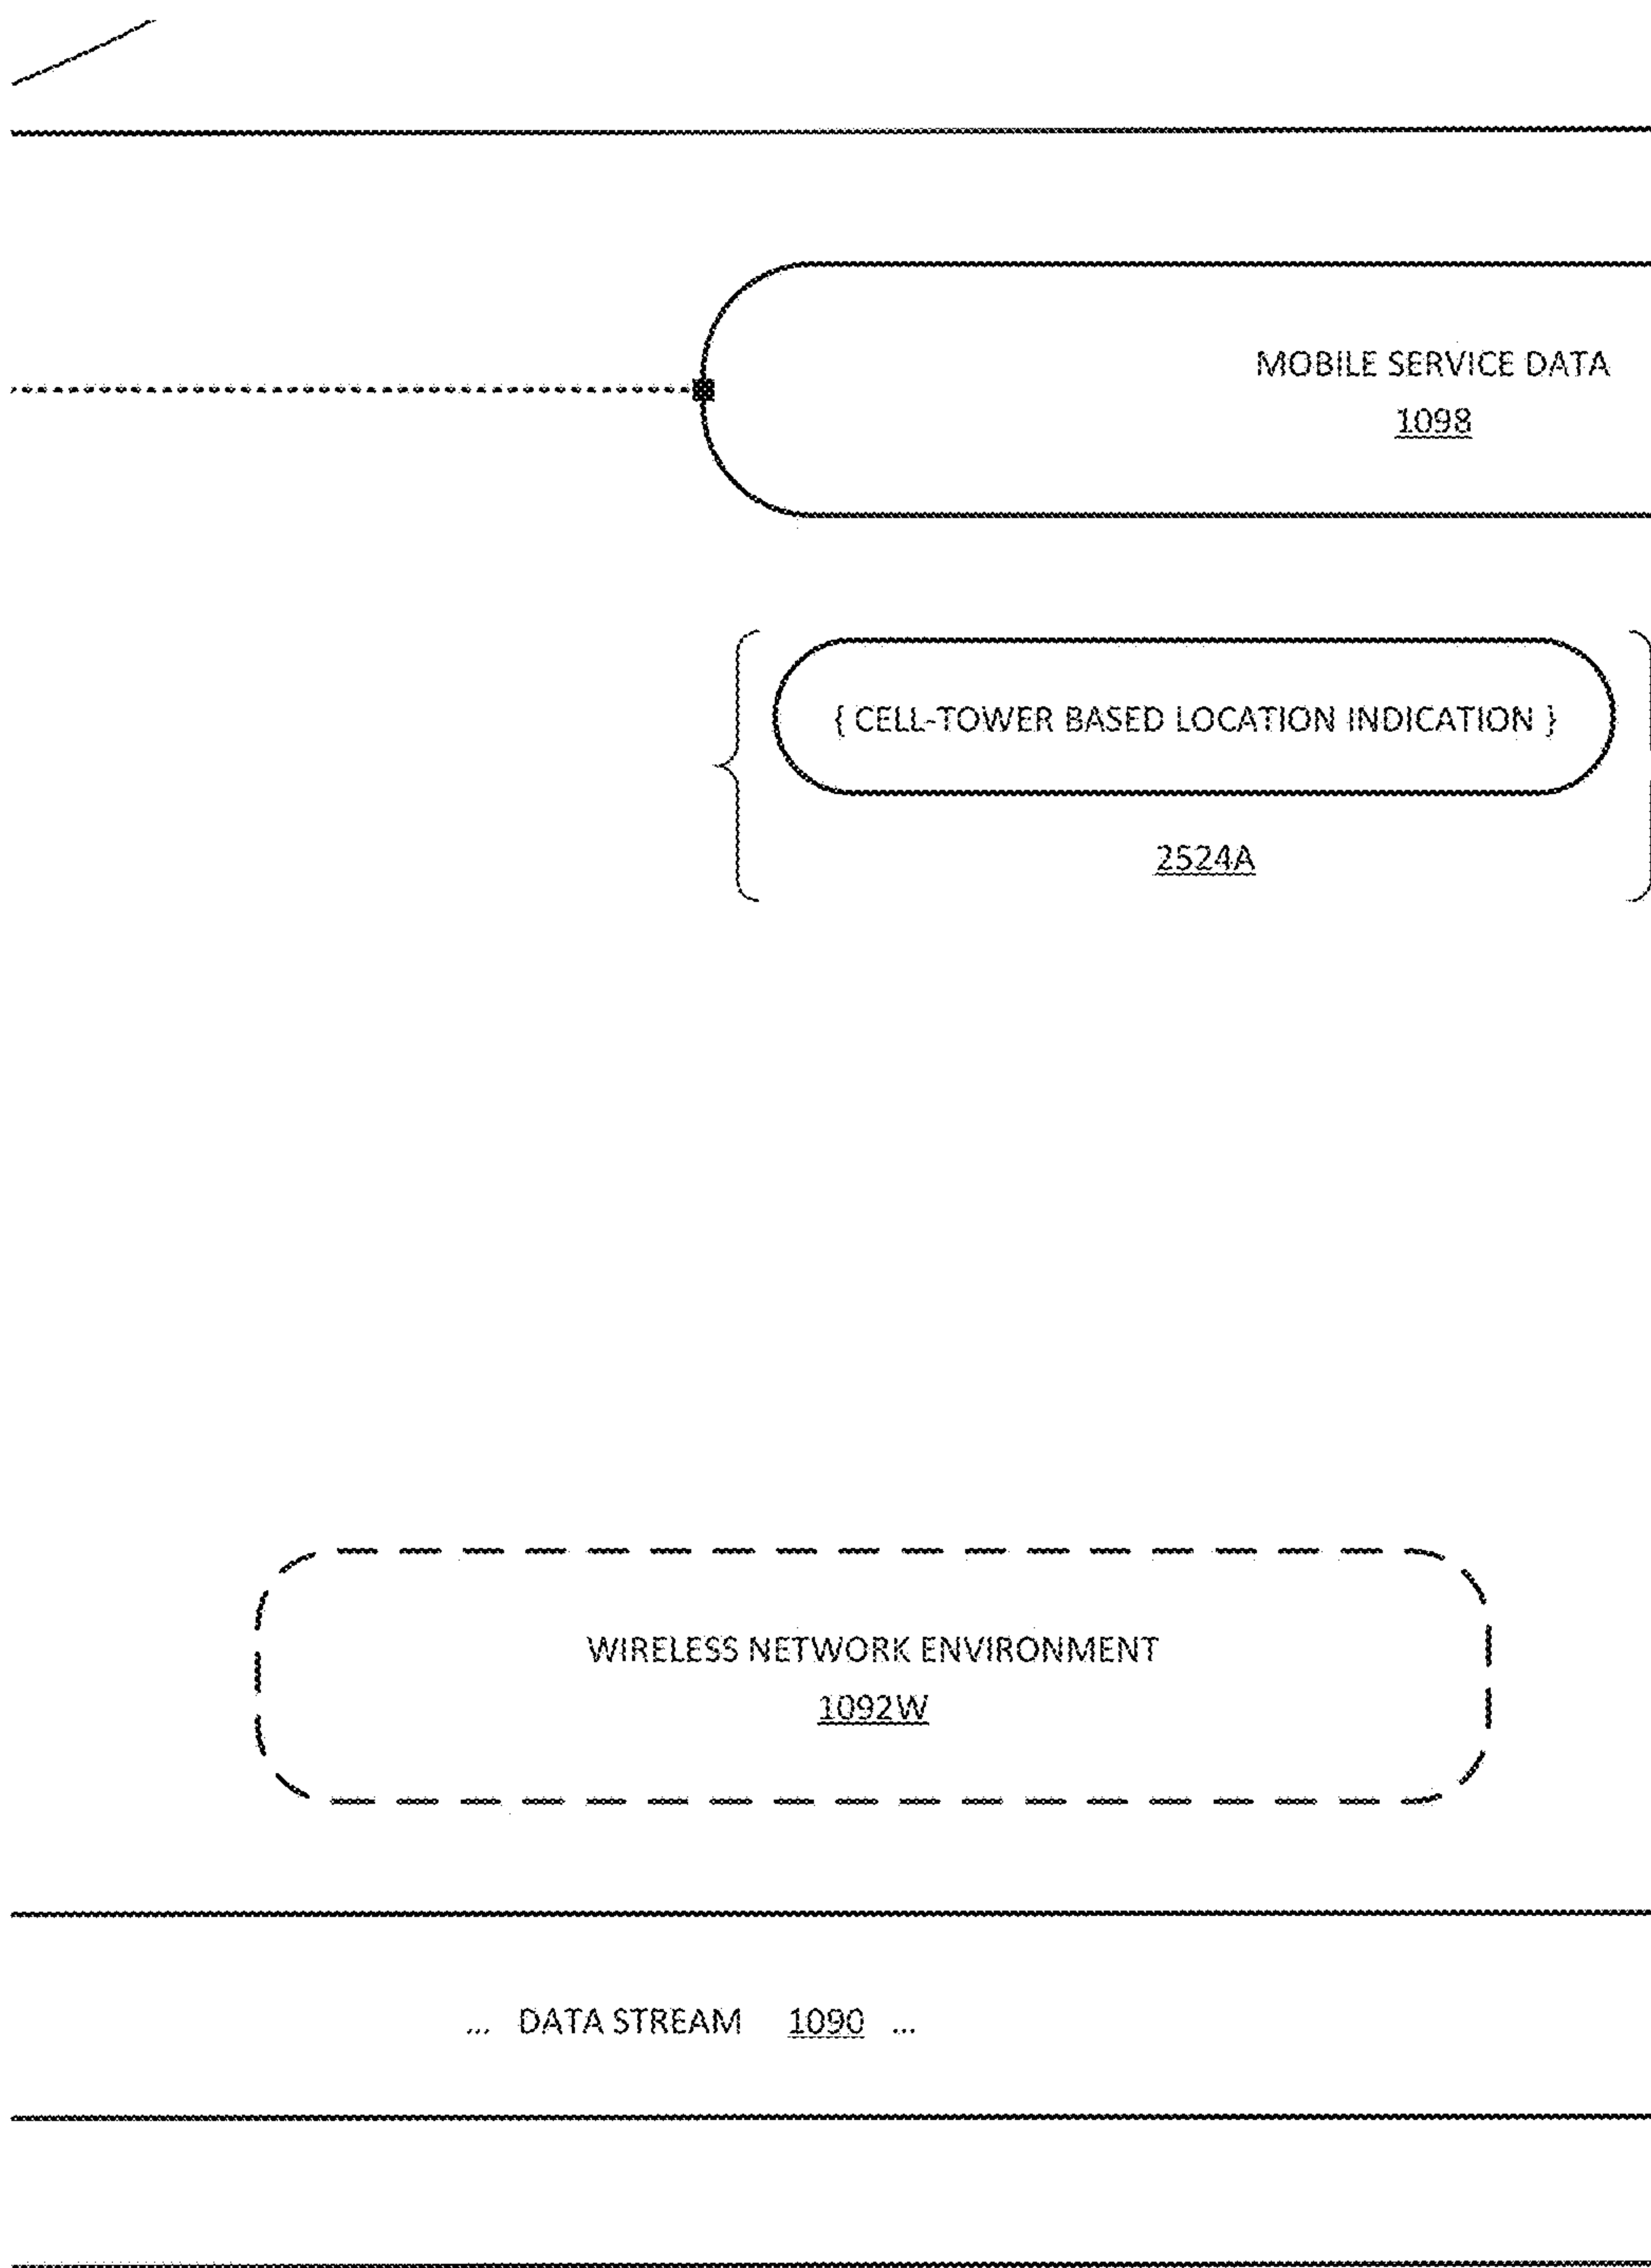 MOBILE SERVICE DATA
1098
{ CELL-TOWER BASED LOCATION INDICATION }
2524A
WIRELESS NETWORK ENVIRONMENT
1092W
... DATA STREAM 1090 ...